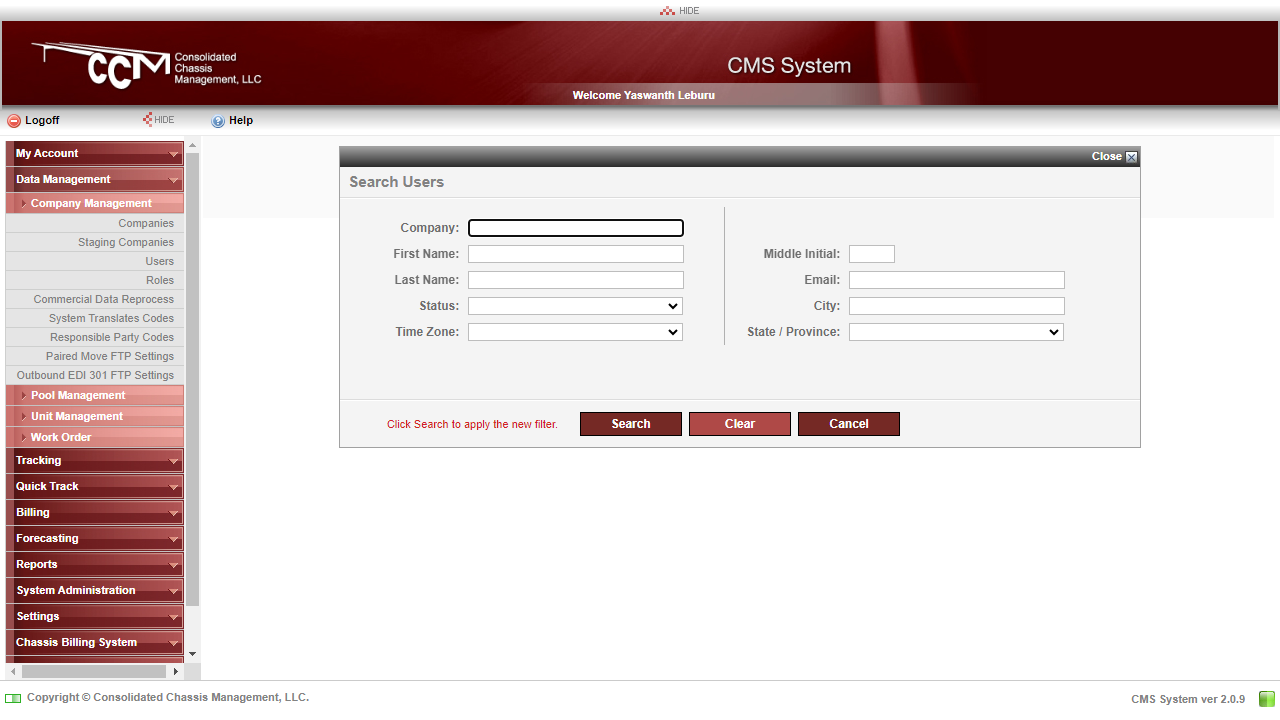 HIDE
CCM
Consolidated
Chassis
Management, LLC
CMS System
Welcome Yaswanth Leburu
Logoff
HIDE
Help
My Account
Data Management
Company Management
Companies
Staging Companies
Users
Roles
Commercial Data Reprocess
System Translates Codes
Responsible Party Codes
Paired Move FTP Settings
Outbound EDI 301 FTP Settings
Pool Management
Unit Management
Work Order
Tracking
Quick Track
Billing
Forecasting
Reports
System Administration
Settings
Chassis Billing System
Close
Search Users
Company:
First Name:
Middle Initial:
Last Name:
Email:
Status:
City:
Time Zone:
State / Province:
Click Search to apply the new filter.
Search
Clear
Cancel
Copyright © Consolidated Chassis Management, LLC.
CMS System ver 2.0.9